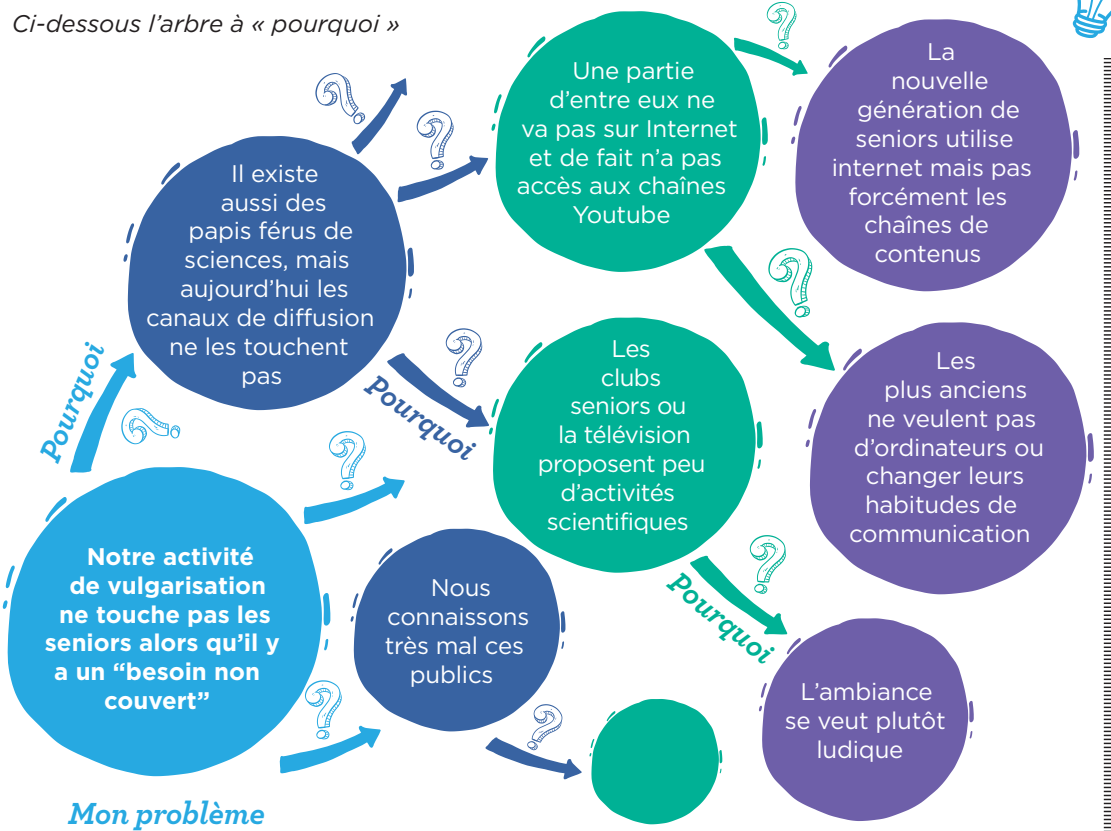 Ci-dessous l'arbre à « pourquoi »
Une partie
d'entre eux ne
va pas sur Internet
et de fait n'a pas
accès aux chaînes
Youtube
La
nouvelle
génération de
seniors utilise
internet mais pas
forcément les
chaînes de
contenus
Il existe
aussi des
papis férus de
sciences, mais
aujourd'hui les
canaux de diffusion
ne les touchent
pas
Pourquoi
Pourquoi
Les
clubs
seniors ou
la télévision
proposent peu
d'activités
scientifiques
Les
plus anciens
ne veulent pas
d'ordinateurs ou
changer leurs
habitudes de
communication
Notre activité
de vulgarisation
ne touche pas les
seniors alors qu'il y
a un “besoin non
couvert”
Nous
connaissons
très mal ces
publics
Pourquoi
L'ambiance
se veut plutôt
ludique
Mon problème